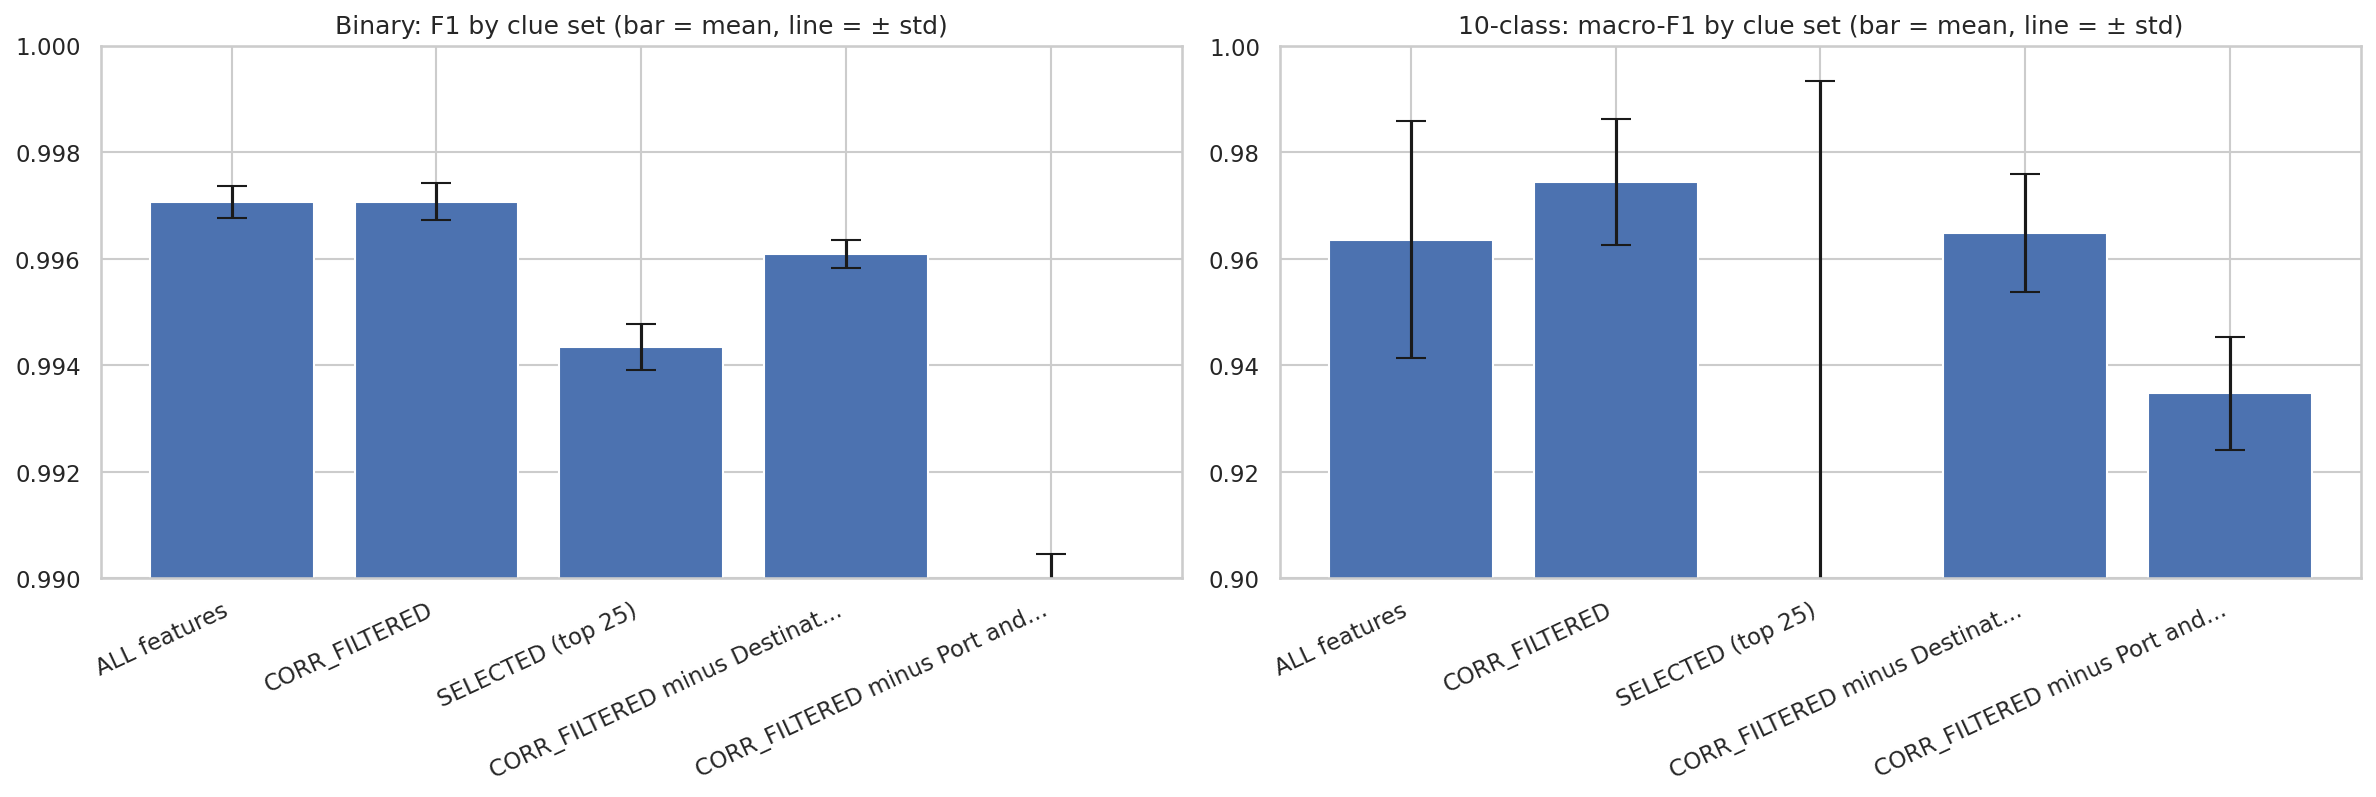 Binary: F1 by clue set (bar = mean, line = ± std)
1.000
0.998
0.996
0.994
0.992
0.990
ALL features
CORR_FILTERED
SELECTED (top 25)
CORR_FILTERED minus Destinat...
CORR_FILTERED minus Port and...
10-class: macro-F1 by clue set (bar = mean, line = ± std)
1.00
0.98
0.96
0.94
0.92
0.90
ALL features
CORR_FILTERED
SELECTED (top 25)
CORR_FILTERED minus Destinat...
CORR_FILTERED minus Port and...